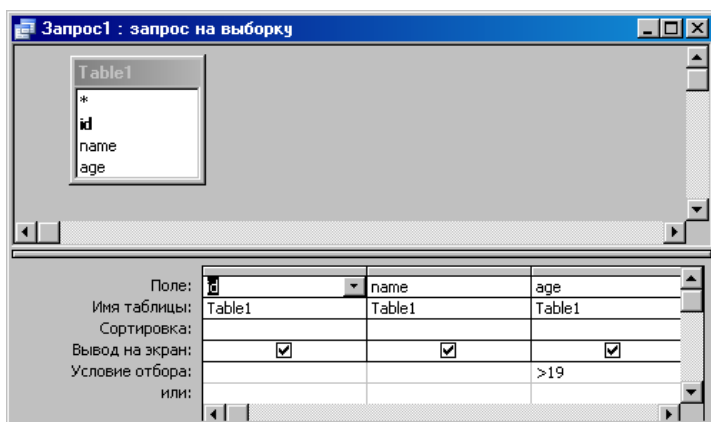 Запрос1 : запрос на выборку
Table1
*
id
name
age
Поле: id name age
Имя таблицы: Table1 Table1 Table1
Сортировка:
Вывод на экран:
Условие отбора: >19
или: